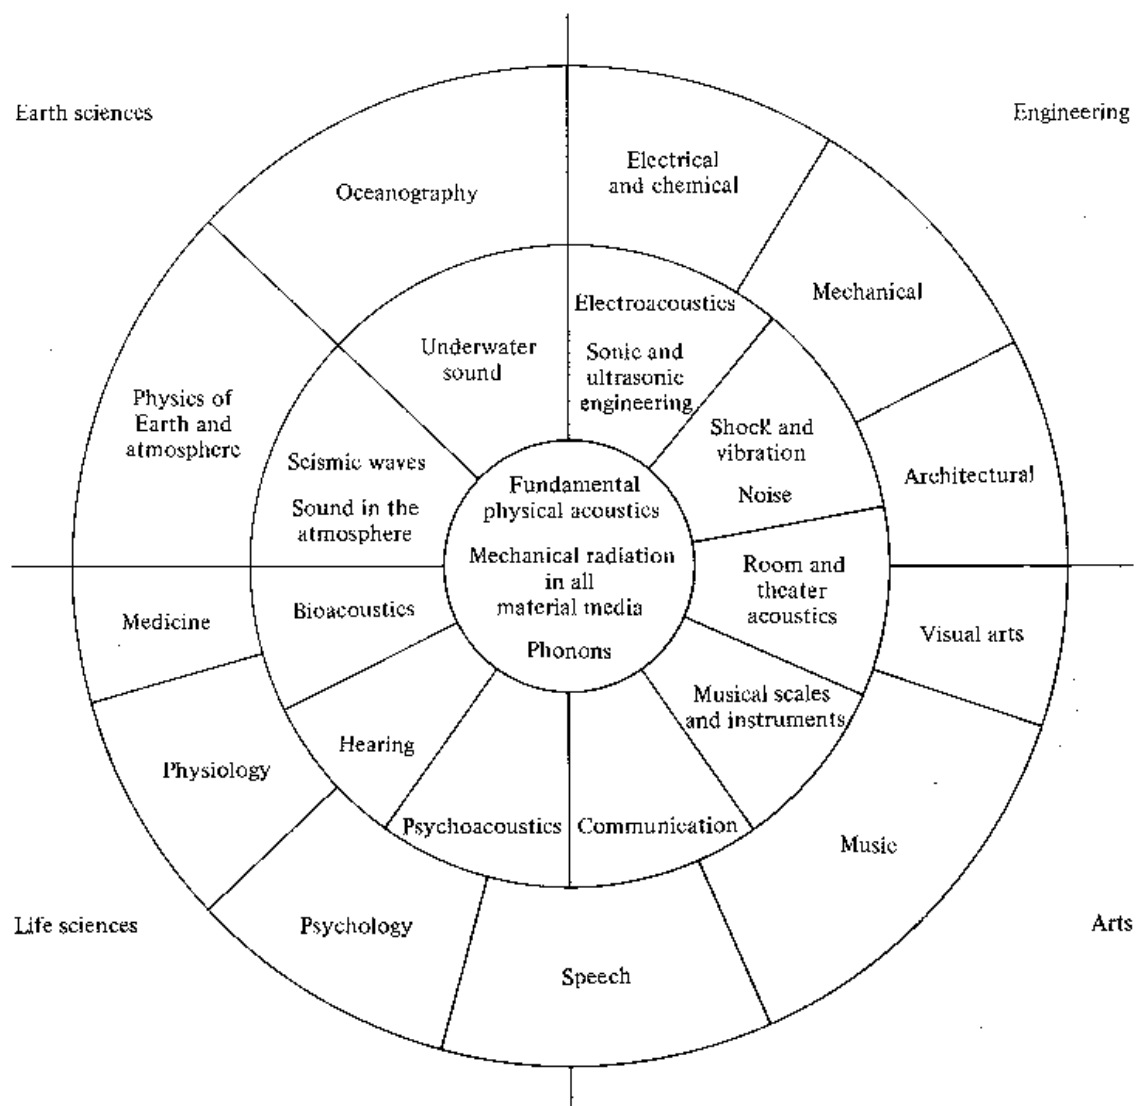 Earth sciences
Engineering
Oceanography
Electrical
and chemical
Mechanical
Architectural
Physics of
Earth and
atmosphere
Underwater
sound
Electroacoustics
Sonic and
ultrasonic
engineering
Shock and
vibration
Noise
Seismic waves
Sound in the
atmosphere
Fundamental
physical acoustics
Mechanical radiation
in all
material media
Phonons
Room and
theater
acoustics
Bioacoustics
Medicine
Visual arts
Musical scales
and instruments
Hearing
Physiology
Psychoacoustics
Communication
Music
Life sciences
Psychology
Speech
Arts